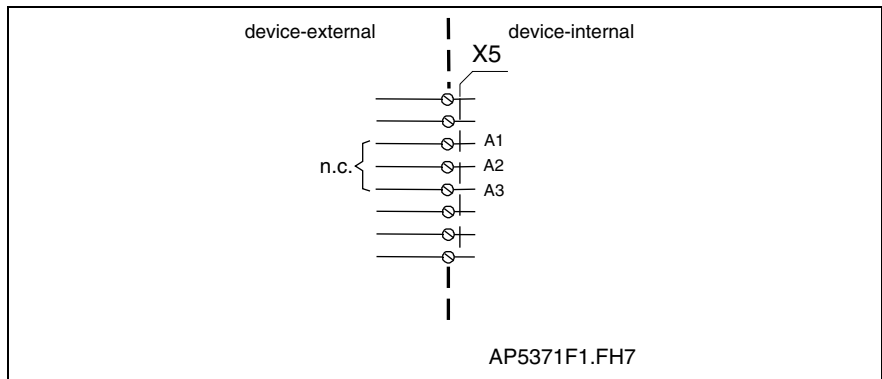 device-external
device-internal
X5
A1
n.c.
A2
A3
AP5371F1.FH7